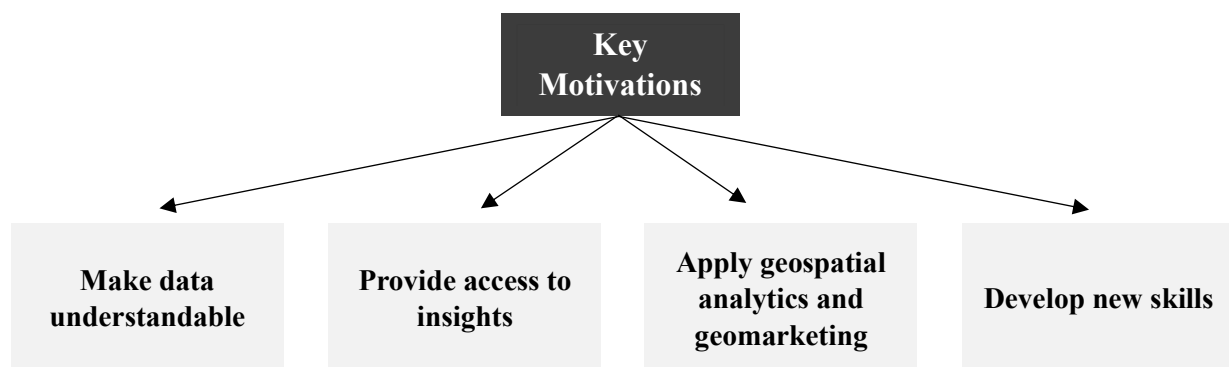 Key
Motivations
Make data
understandable
Provide access to
insights
Apply geospatial
analytics and
geomarketing
Develop new skills